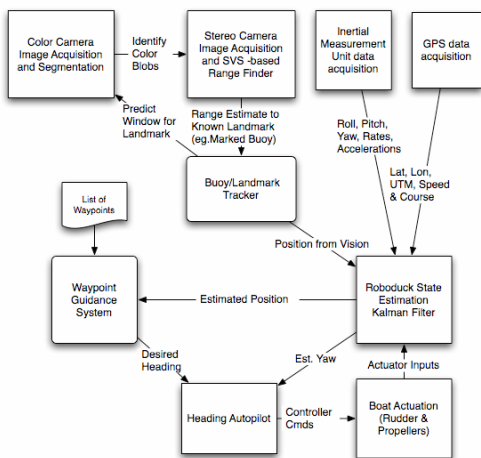 Color Camera
Image Acquisition
and Segmentation
Identify
Color
Blobs
Stereo Camera
Image Acquisition
and SVS -based
Range Finder
Inertial
Measurement
Unit data
acquisition
GPS data
acquisition
Predict
Window for
Landmark
Range Estimate to
Known Landmark
(eg.Marked Buoy)
Roll, Pitch,
Yaw, Rates,
Accelerations
Lat, Lon,
UTM, Speed
& Course
List of
Waypoints
Buoy/Landmark
Tracker
Position from Vision
Waypoint
Guidance
System
Estimated Position
Roboduck State
Estimation
Kalman Filter
Desired
Heading
Est. Yaw
Actuator Inputs
Heading Autopilot
Controller
Cmds
Boat Actuation
(Rudder &
Propellers)